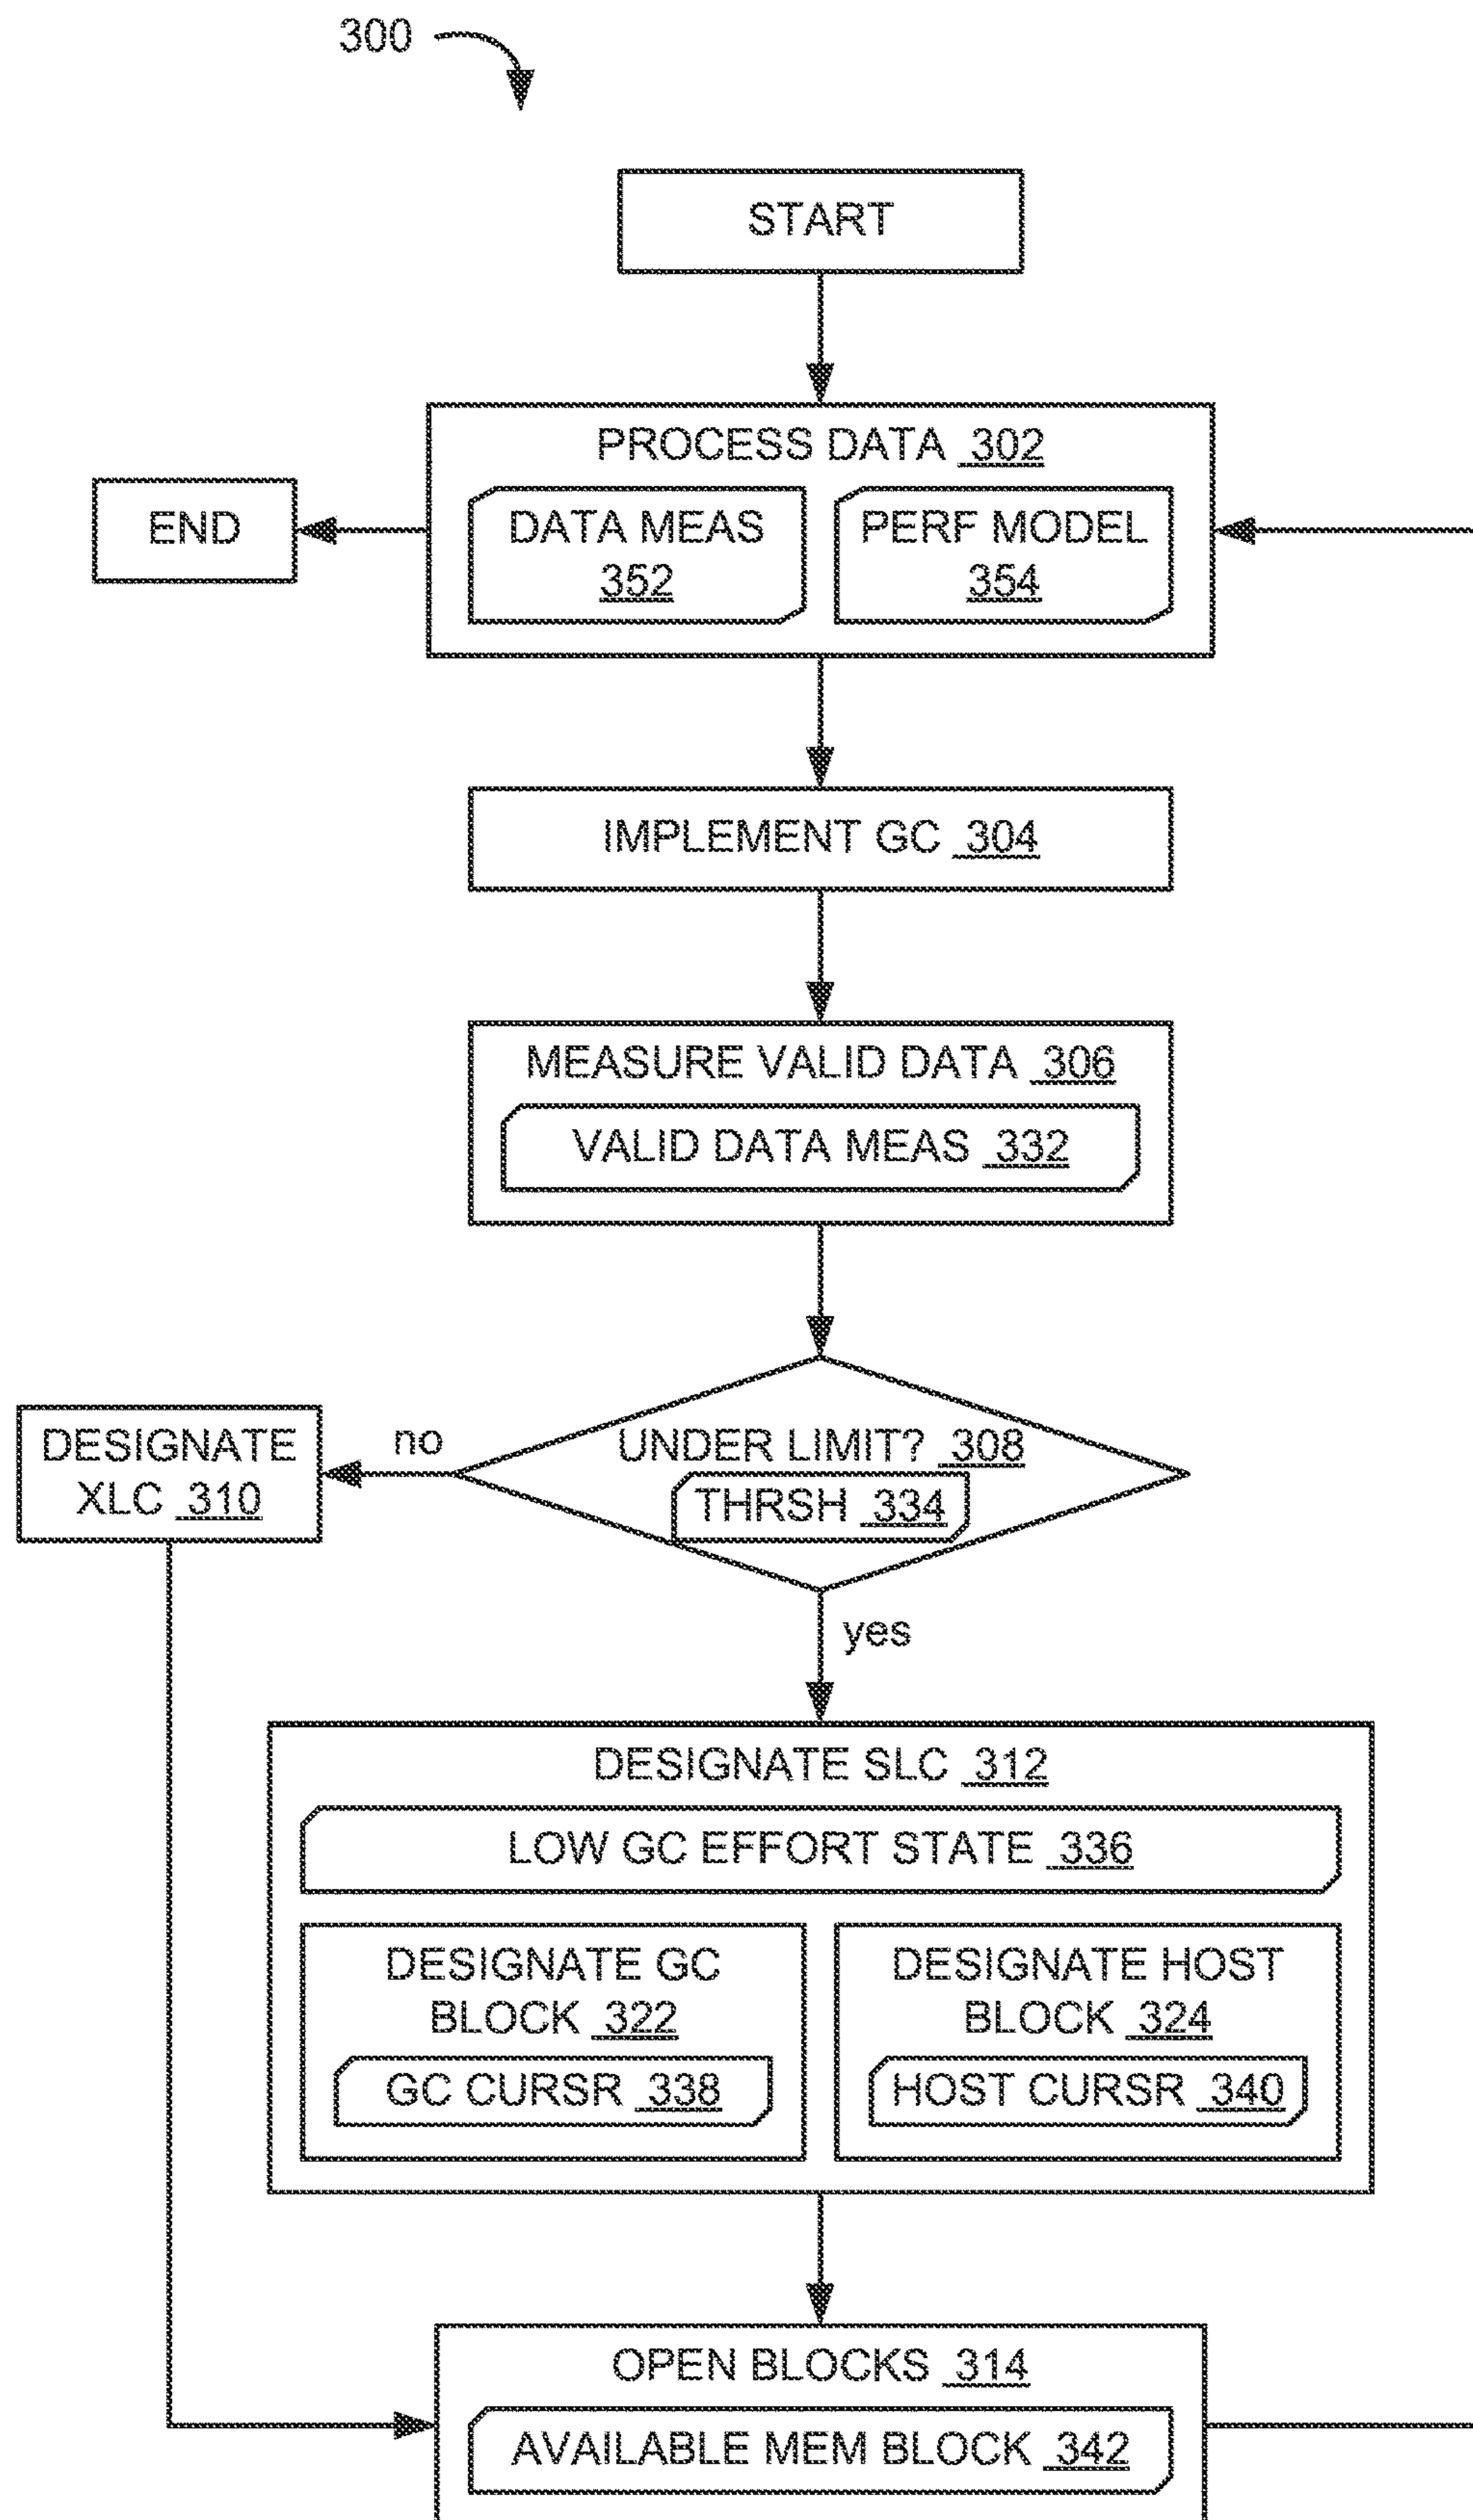 300
START
PROCESS DATA 302
DATA MEAS
352
PERF MODEL
354
END
IMPLEMENT GC 304
MEASURE VALID DATA 306
VALID DATA MEAS 332
UNDER LIMIT? 308
THRSH 334
no
DESIGNATE
XLC 310
yes
DESIGNATE SLC 312
LOW GC EFFORT STATE 336
DESIGNATE GC
BLOCK 322
GC CURSR 338
DESIGNATE HOST
BLOCK 324
HOST CURSR 340
OPEN BLOCKS 314
AVAILABLE MEM BLOCK 342